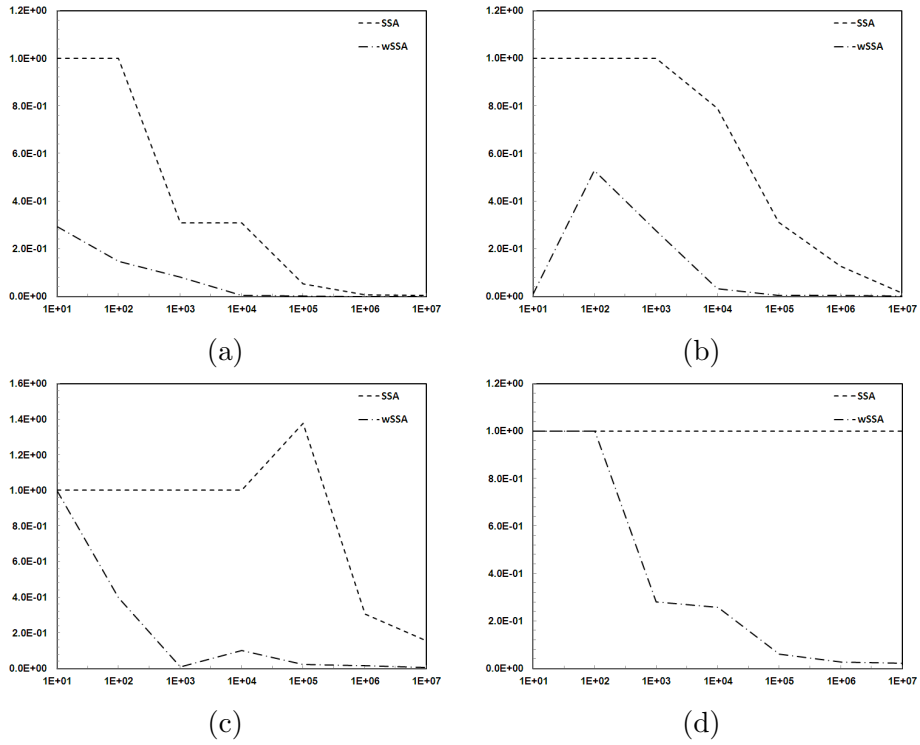 1.2E+00
1.0E+00
8.0E-01
6.0E-01
4.0E-01
2.0E-01
0.0E+00
1E+01 1E+02 1E+03 1E+04 1E+05 1E+06 1E+07
SSA
wSSA
(a)
1.2E+00
1.0E+00
8.0E-01
6.0E-01
4.0E-01
2.0E-01
0.0E+00
1E+01 1E+02 1E+03 1E+04 1E+05 1E+06 1E+07
SSA
wSSA
(b)
1.6E+00
1.4E+00
1.2E+00
1.0E+00
8.0E-01
6.0E-01
4.0E-01
2.0E-01
0.0E+00
1E+01 1E+02 1E+03 1E+04 1E+05 1E+06 1E+07
SSA
wSSA
(c)
1.2E+00
1.0E+00
8.0E-01
6.0E-01
4.0E-01
2.0E-01
0.0E+00
1E+01 1E+02 1E+03 1E+04 1E+05 1E+06 1E+07
SSA
wSSA
(d)